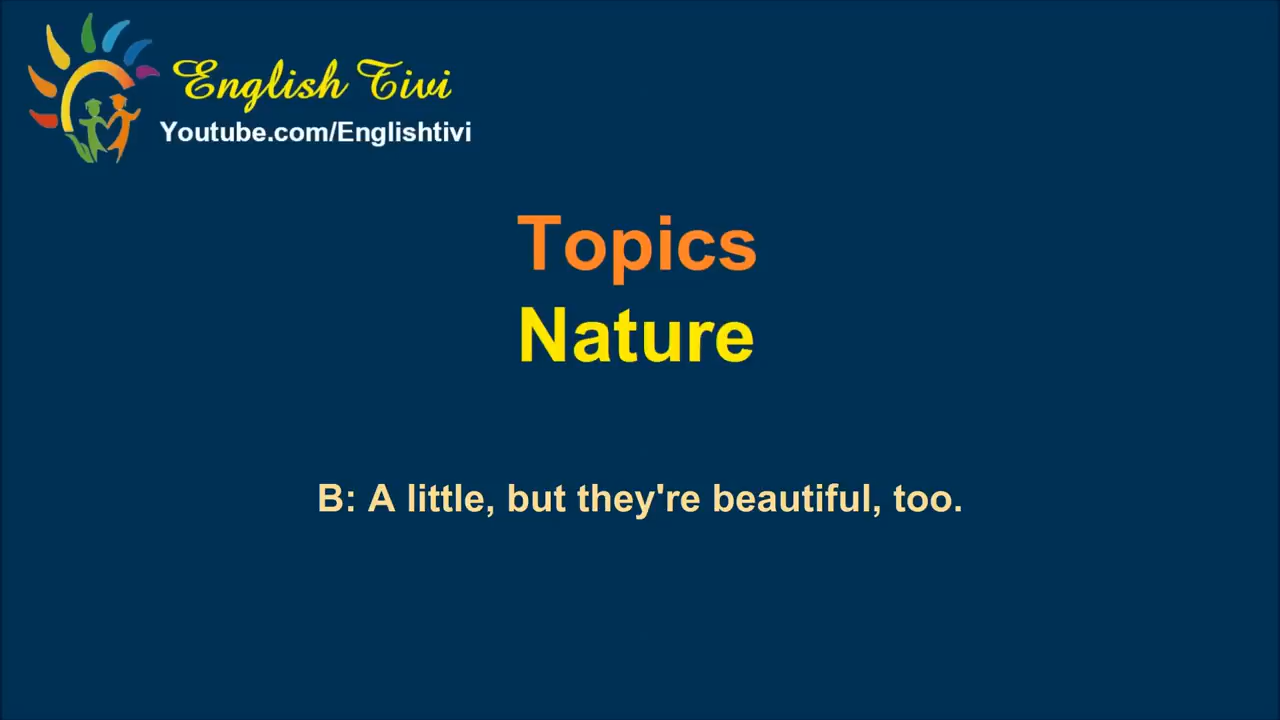 English Tivi
Youtube.com/Englishtivi
Topics
Nature
B: A little, but they're beautiful, too.